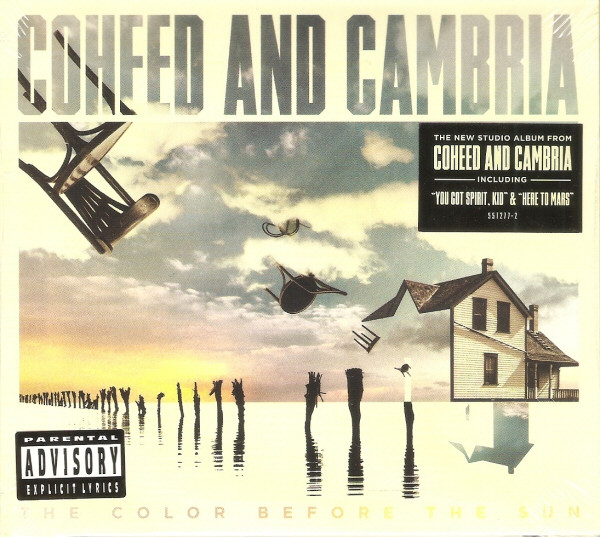 COHEED AND CAMBRIA
THE NEW STUDIO ALBUM FROM
COHEED AND CAMBRIA
INCLUDING
"YOU GOT SPIRIT, KID" & "HERE TO MARS"
551277-2
PARENTAL
ADVISORY
EXPLICIT LYRICS
THE COLOR BEFORE THE SUN